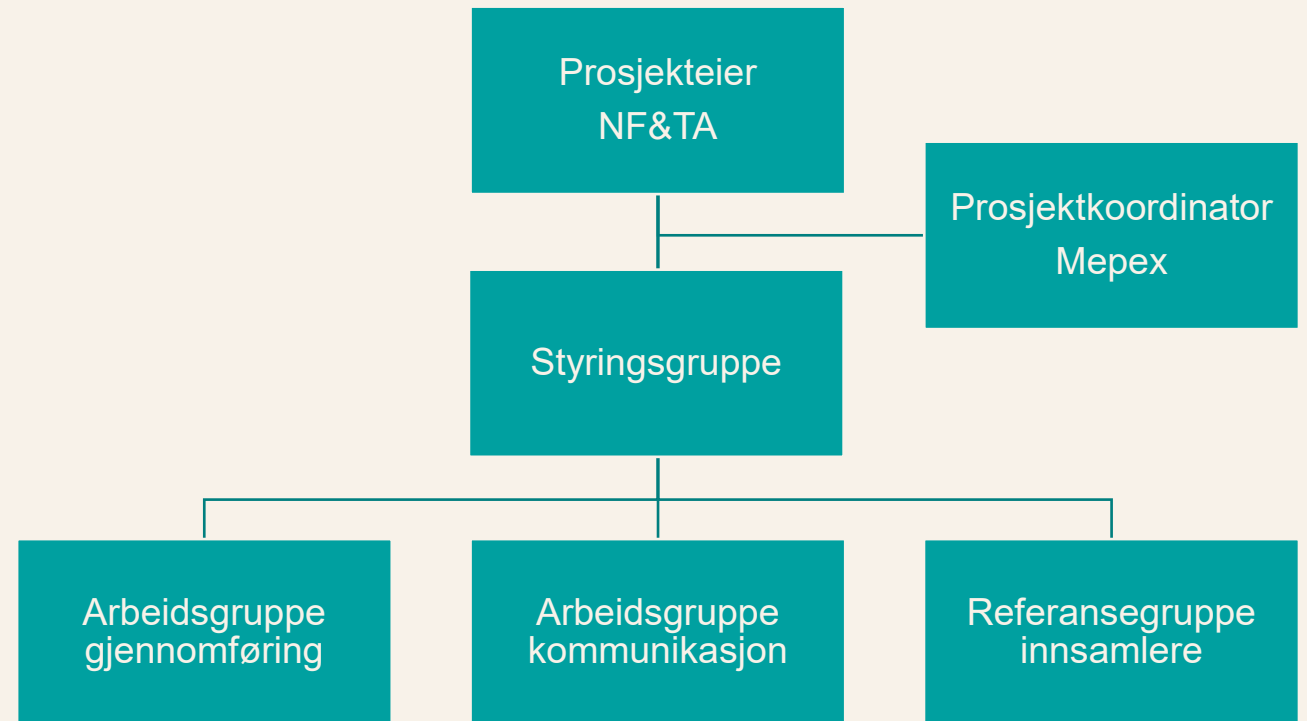 Prosjekteier
NF&TA
Prosjektkoordinator
Mepex
Styringsgruppe
Arbeidsgruppe
gjennomføring
Arbeidsgruppe
kommunikasjon
Referansegruppe
innsamlere